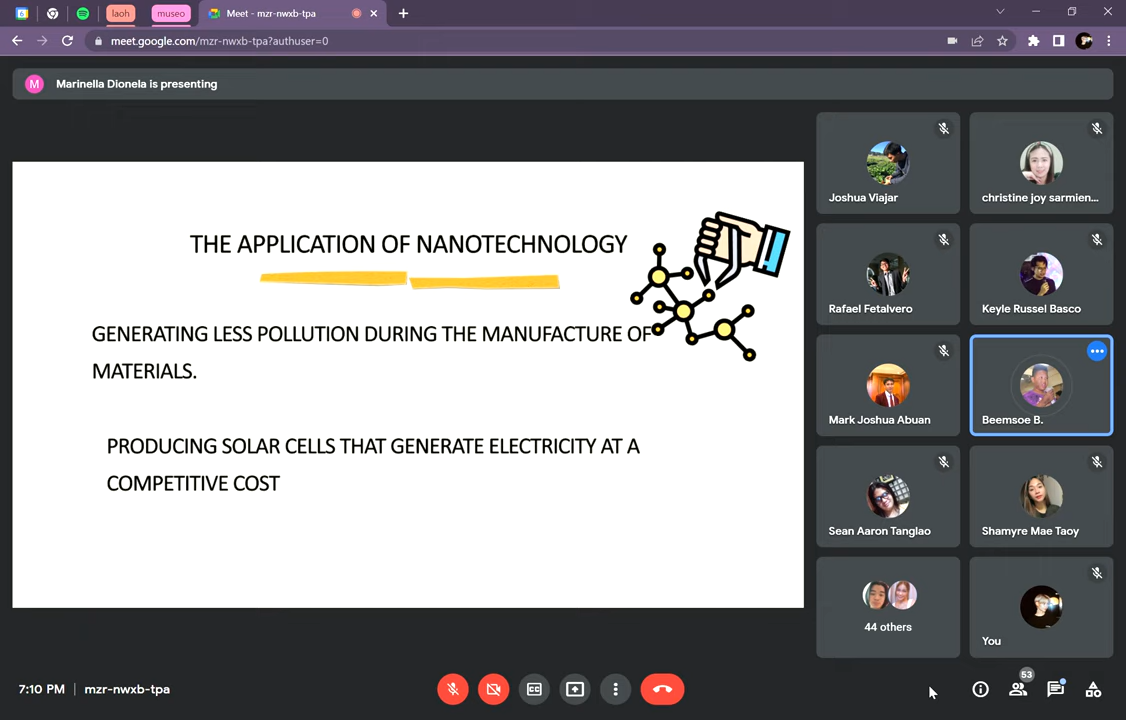 6
laoh
museo
Meet - mzr-nwxb-tpa
meet.google.com/mzr-nwxb-tpa?authuser=0
M
Marinella Dionela is presenting
THE APPLICATION OF NANOTECHNOLOGY
GENERATING LESS POLLUTION DURING THE MANUFACTURE OF
MATERIALS.
PRODUCING SOLAR CELLS THAT GENERATE ELECTRICITY AT A
COMPETITIVE COST
Joshua Viajar
christine joy sarmien...
Rafael Fetalvero
Keyle Russel Basco
Mark Joshua Abuan
Beemsoe B.
Sean Aaron Tanglao
Shamyre Mae Taoy
44 others
You
7:10 PM | mzr-nwxb-tpa
CC
53